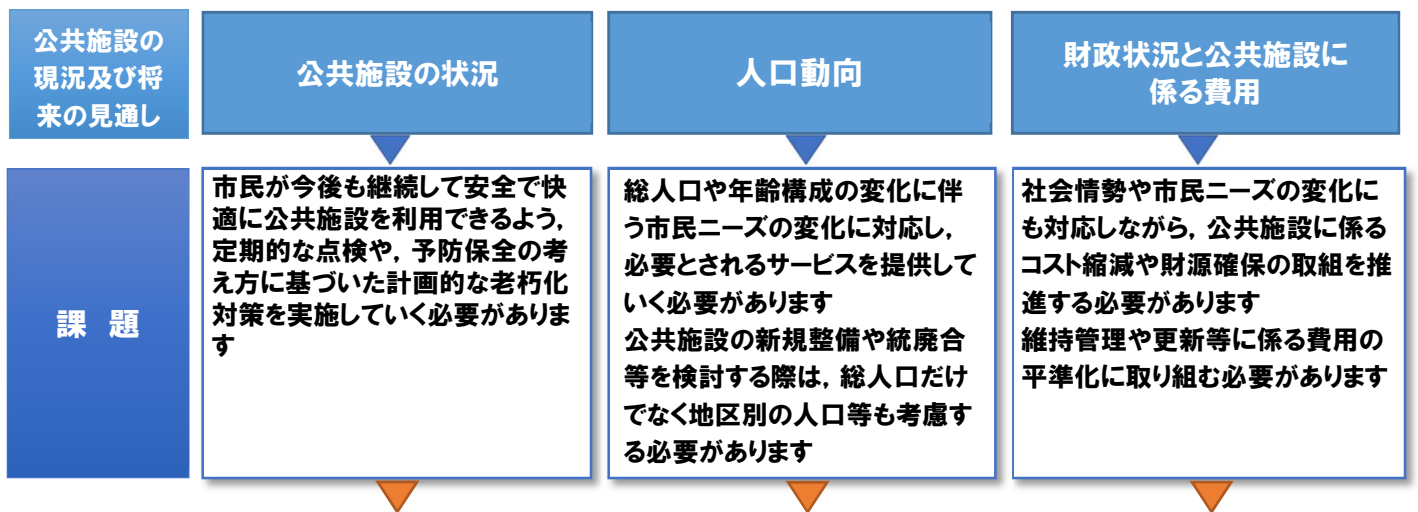 公共施設の
現況及び将
来の見通し
公共施設の状況
人口動向
財政状況と公共施設に
係る費用
課 題
市民が今後も継続して安全で快
適に公共施設を利用できるよう,
定期的な点検や, 予防保全の考
え方に基づいた計画的な老朽化
対策を実施していく必要がありま
す
総人口や年齢構成の変化に伴
う市民ニーズの変化に対応し,
必要とされるサービスを提供して
いく必要があります
公共施設の新規整備や統廃合
等を検討する際は, 総人口だけ
でなく地区別の人口等も考慮す
る必要があります
社会情勢や市民ニーズの変化に
も対応しながら, 公共施設に係る
コスト縮減や財源確保の取組を推
進する必要があります
維持管理や更新等に係る費用の
平準化に取り組む必要があります